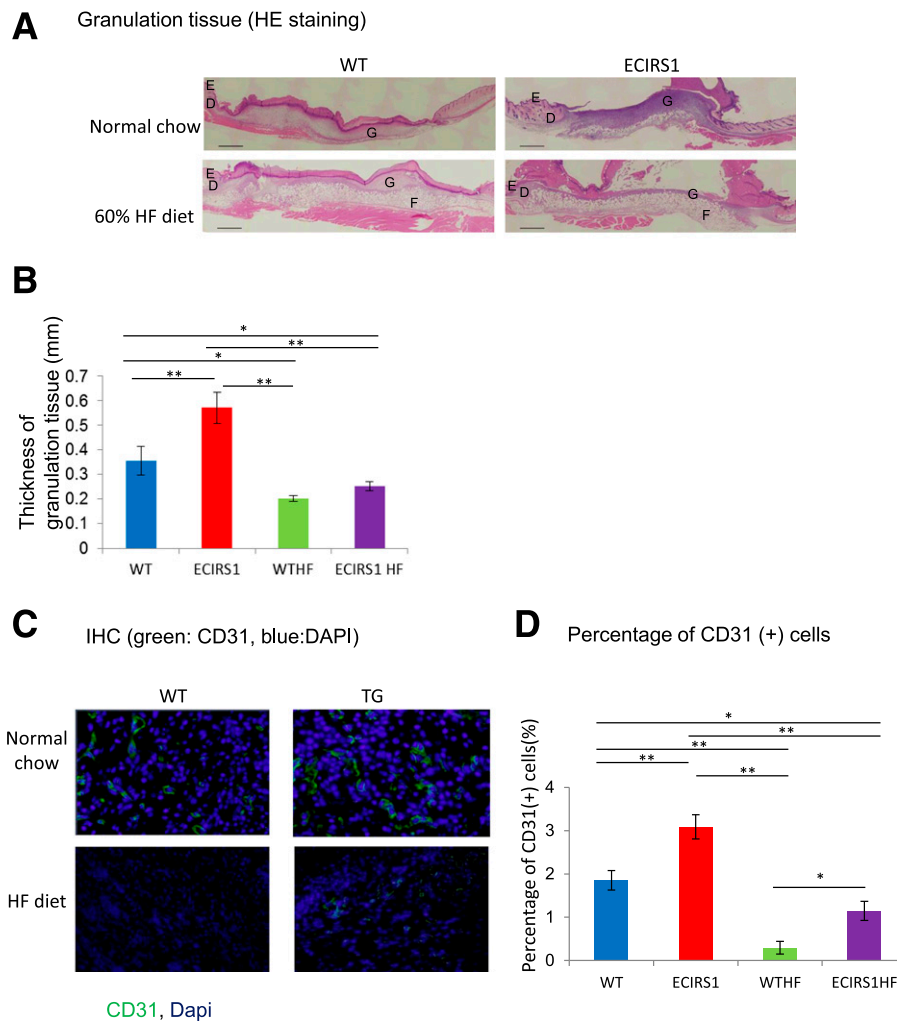 A
Granulation tissue (HE staining)
WT
ECIRS1
Normal chow
E
D
G
E
D
G
60% HF diet
E
D
G
F
E
D
G
F
B
Thickness of
granulation tissue (mm)
*
**
*
**
**
0.7
0.6
0.5
0.4
0.3
0.2
0.1
0
WT
ECIRS1
WTHF
ECIRS1 HF
C
IHC (green: CD31, blue:DAPI)
WT
TG
Normal
chow
HF diet
CD31, Dapi
D
Percentage of CD31 (+) cells
Percentage of CD31(+) cells(%)
*
**
**
**
**
*
4
3
2
1
0
WT
ECIRS1
WTHF
ECIRS1HF